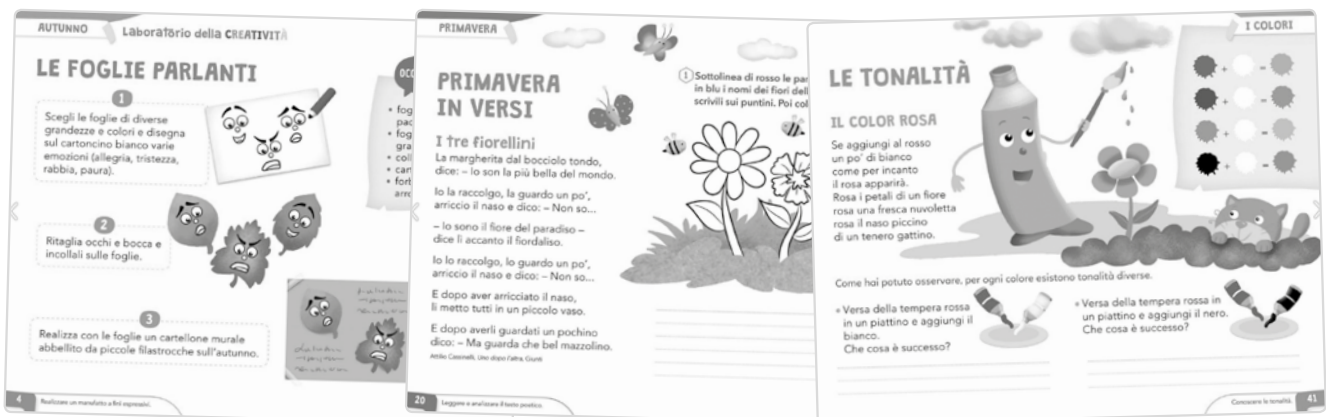 AUTUNNO
Laboratorio della CREATIVITÀ
LE FOGLIE PARLANTI
1
Scegli le foglie di diverse
grandezze e colori e disegna
sul cartoncino bianco varie
emozioni (allegria, tristezza,
rabbia, paura).
2
Ritaglia occhi e bocca e
incollali sulle foglie.
3
Realizza con le foglie un cartellone murale
abbellito da piccole filastrocche sull'autunno.
4
Realizzare un manufatto a fini espressivi.
PRIMAVERA
PRIMAVERA
IN VERSI
I tre fiorellini
La margherita dal bocciolo tondo,
dice: – Io son la più bella del mondo.
Io la raccolgo, la guardo un po',
arriccio il naso e dico: – Non so...
– Io sono il fiore del paradiso –
dice lì accanto il fiordaliso.
Io lo raccolgo, lo guardo un po',
arriccio il naso e dico: – Non so...
E dopo aver arricciato il naso,
li metto tutti in un piccolo vaso.
E dopo averli guardati un pochino
dico: – Ma guarda che bel mazzolino.
Attilio Cassinelli, Uno dopo l'altro, Giunti
1 Sottolinea di rosso le par
in blu i nomi dei fiori dell
scrivili sui puntini. Poi col
20
Leggere e analizzare il testo poetico.
I COLORI
LE TONALITÀ
IL COLOR ROSA
Se aggiungi al rosso
un po' di bianco
come per incanto
il rosa apparirà.
Rosa i petali di un fiore
rosa una fresca nuvoletta
rosa il naso piccino
di un tenero gattino.
+ =
+ =
+ =
+ =
Come hai potuto osservare, per ogni colore esistono tonalità diverse.
• Versa della tempera rossa
in un piattino e aggiungi il
bianco.
Che cosa è successo?
• Versa della tempera rossa in
un piattino e aggiungi il nero.
Che cosa è successo?
Conoscere le tonalità.
41